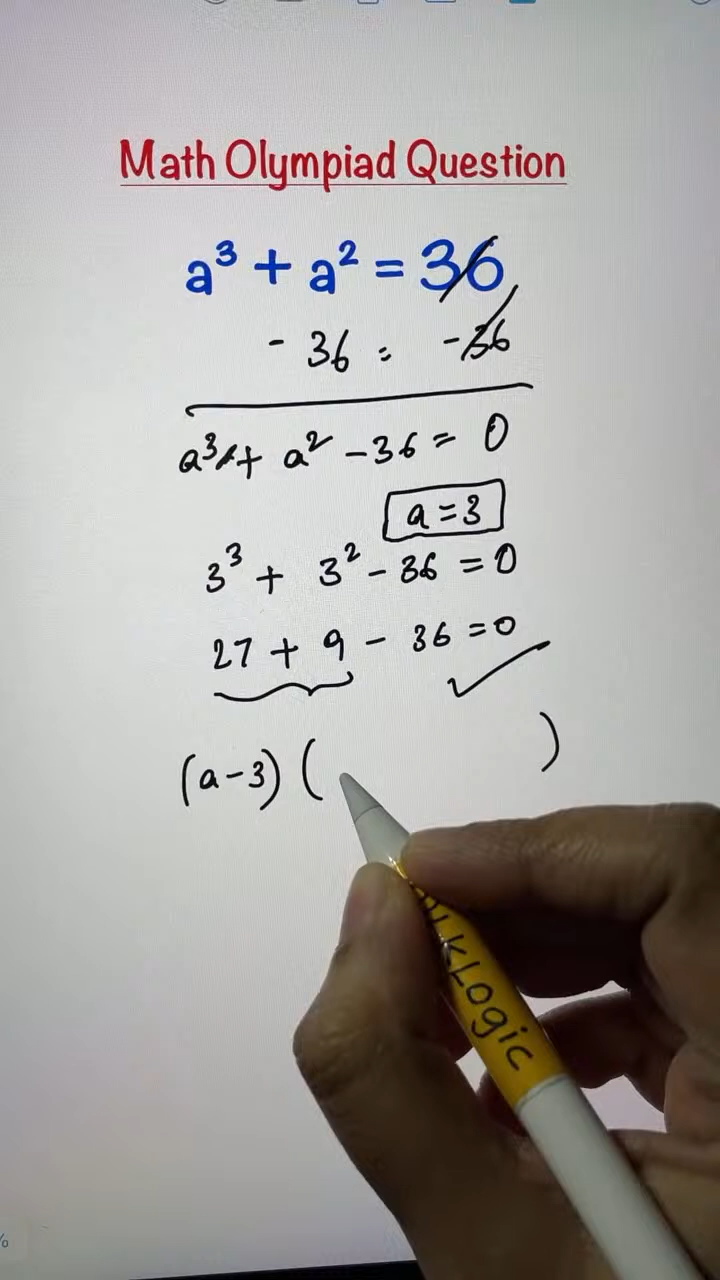 Math Olympiad Question
a³ + a² = 36
- 36 = -36
a³ + a² - 36 = 0
a = 3
3³ + 3² - 36 = 0
27 + 9 - 36 = 0
(a - 3) ( )
KLogic
%